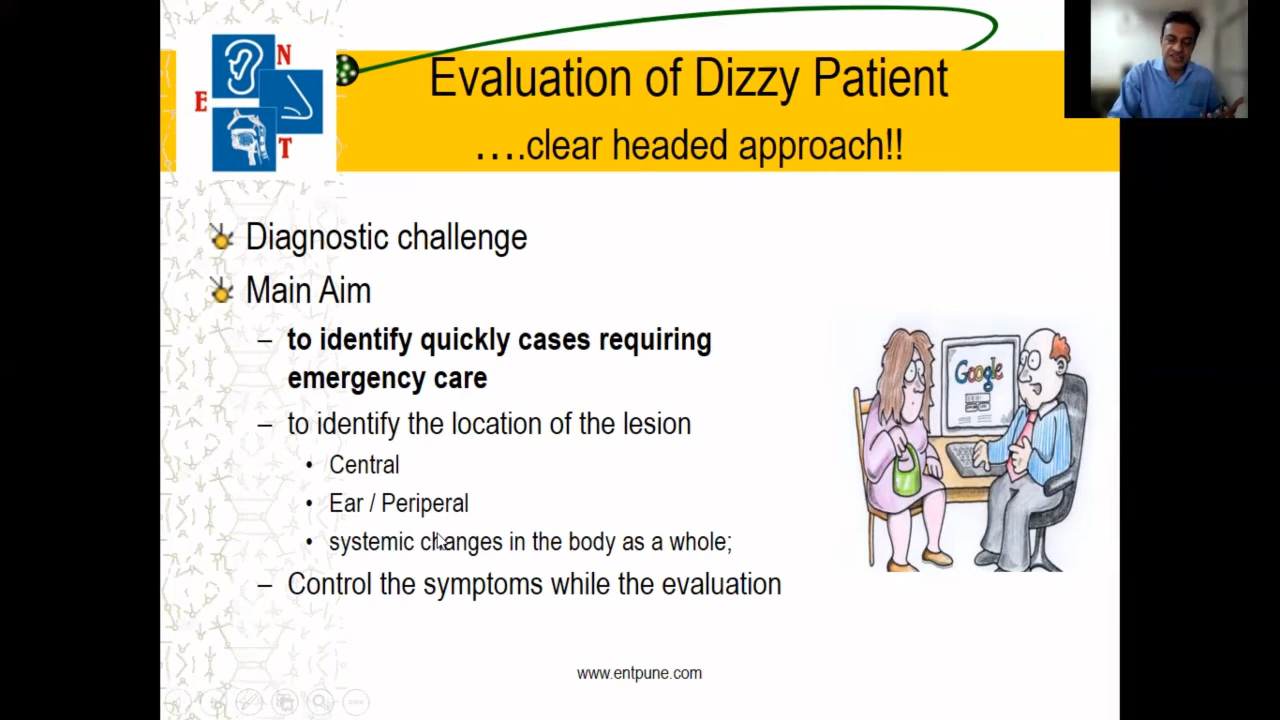 E
N
T
Evaluation of Dizzy Patient
….clear headed approach!!
Diagnostic challenge
Main Aim
– to identify quickly cases requiring
emergency care
– to identify the location of the lesion
• Central
• Ear / Periperal
• systemic changes in the body as a whole;
– Control the symptoms while the evaluation
Google
www.entpune.com